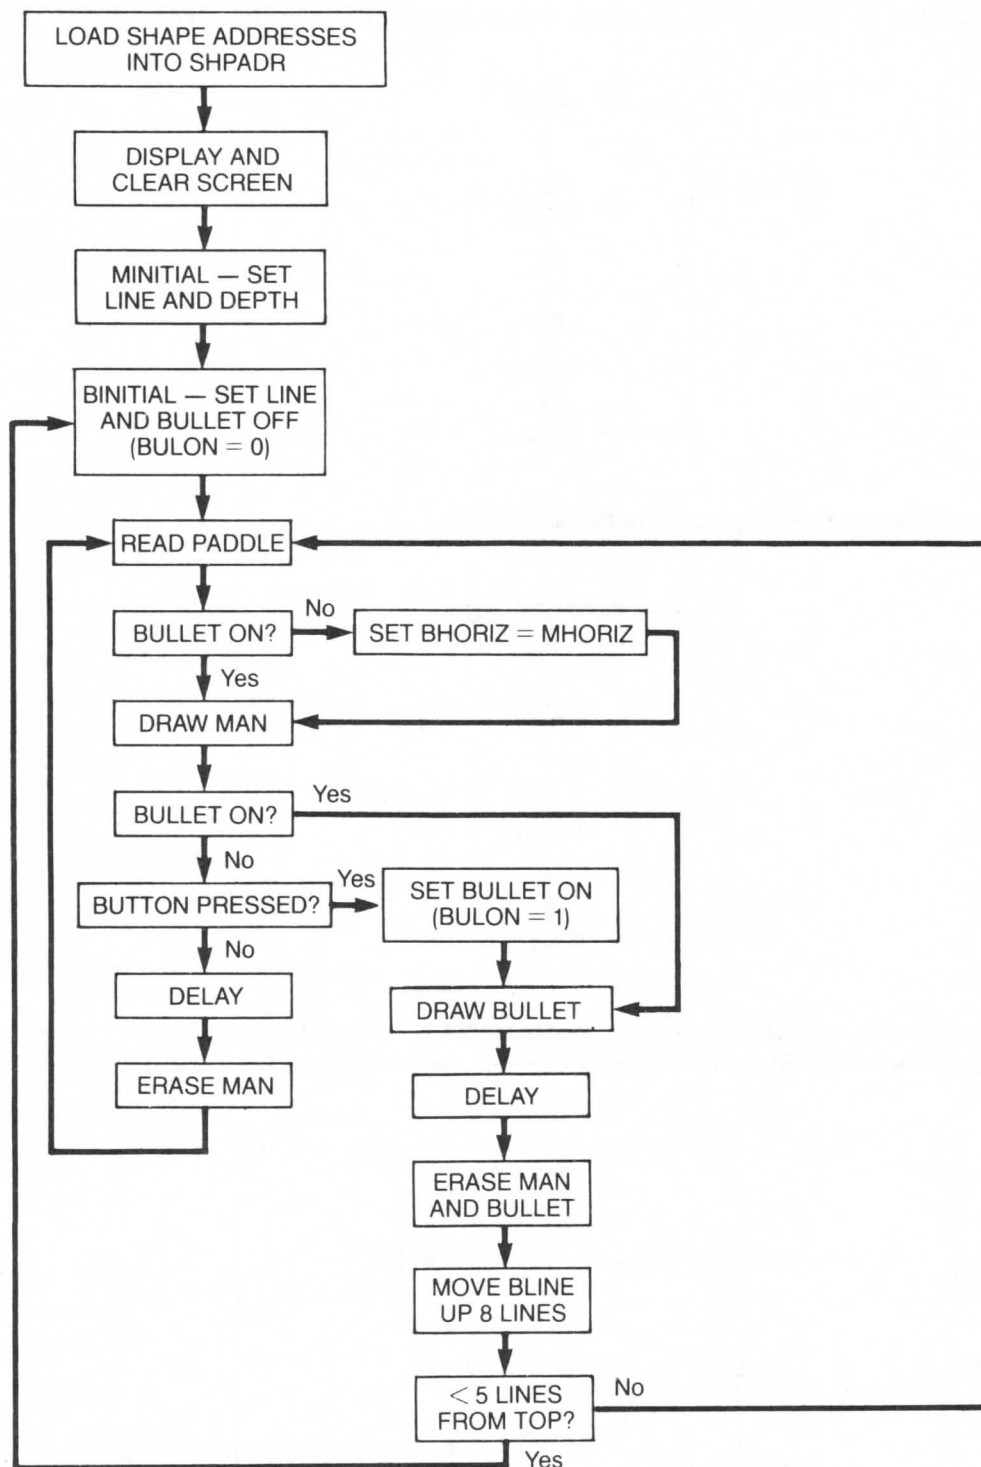 LOAD SHAPE ADDRESSES
INTO SHPADR
DISPLAY AND
CLEAR SCREEN
MINITIAL — SET
LINE AND DEPTH
BINITIAL — SET LINE
AND BULLET OFF
(BULON = 0)
READ PADDLE
BULLET ON?
No
SET BHORIZ = MHORIZ
Yes
DRAW MAN
BULLET ON?
Yes
No
BUTTON PRESSED?
Yes
SET BULLET ON
(BULON = 1)
No
DELAY
DRAW BULLET
ERASE MAN
DELAY
ERASE MAN
AND BULLET
MOVE BLINE
UP 8 LINES
< 5 LINES
FROM TOP?
No
Yes